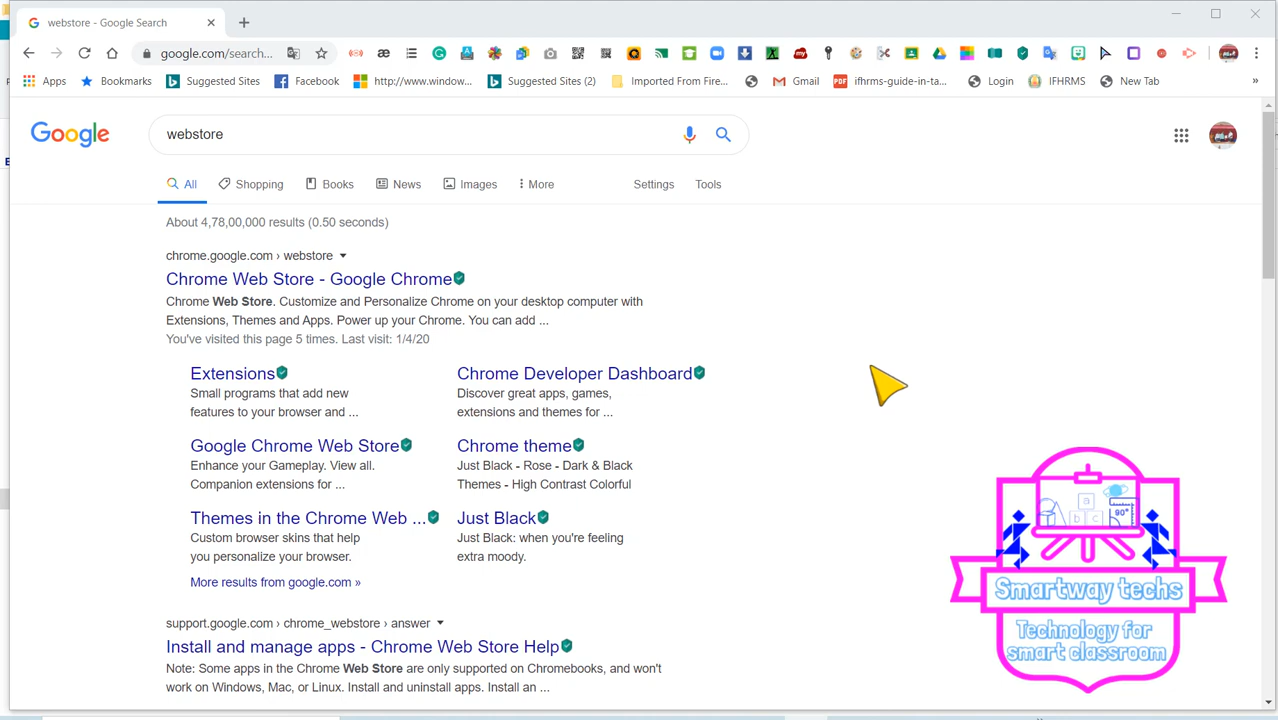 webstore - Google Search
google.com/search...
Apps
Bookmarks
Suggested Sites
Facebook
http://www.window...
Suggested Sites (2)
Imported From Fire...
Gmail
ifhrms-guide-in-ta...
Login
IFHRMS
New Tab
Google
webstore
All
Shopping
Books
News
Images
More
Settings
Tools
About 4,78,00,000 results (0.50 seconds)
chrome.google.com › webstore
Chrome Web Store - Google Chrome
Chrome Web Store. Customize and Personalize Chrome on your desktop computer with
Extensions, Themes and Apps. Power up your Chrome. You can add ...
You've visited this page 5 times. Last visit: 1/4/20
Extensions
Small programs that add new
features to your browser and ...
Chrome Developer Dashboard
Discover great apps, games,
extensions and themes for ...
Google Chrome Web Store
Enhance your Gameplay. View all.
Companion extensions for ...
Chrome theme
Just Black - Rose - Dark & Black
Themes - High Contrast Colorful
Themes in the Chrome Web ...
Custom browser skins that help
you personalize your browser.
Just Black
Just Black: when you're feeling
extra moody.
More results from google.com »
support.google.com › chrome_webstore › answer
Install and manage apps - Chrome Web Store Help
Note: Some apps in the Chrome Web Store are only supported on Chromebooks, and won't
work on Windows, Mac, or Linux. Install and uninstall apps. Install an ...
a
b c
90°
Smartway techs
Technology for
smart classroom